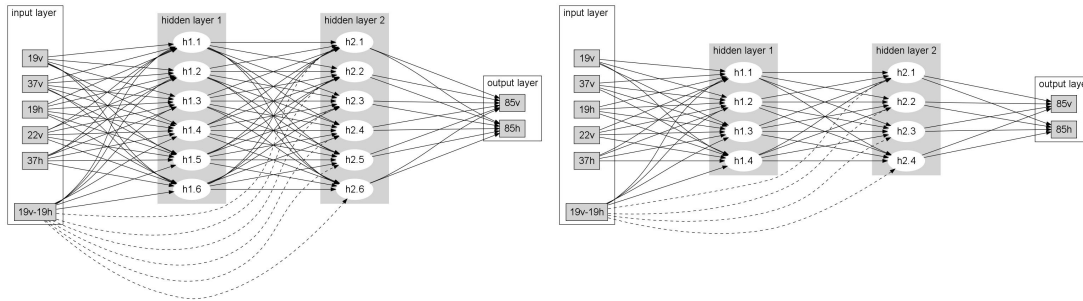 input layer
hidden layer 1
hidden layer 2
19v
37v
19h
22v
37h
19v-19h
h1.1
h1.2
h1.3
h1.4
h1.5
h1.6
h2.1
h2.2
h2.3
h2.4
h2.5
h2.6
output layer
85v
85h
input layer
hidden layer 1
hidden layer 2
19v
37v
19h
22v
37h
19v-19h
h1.1
h1.2
h1.3
h1.4
h2.1
h2.2
h2.3
h2.4
output layer
85v
85h